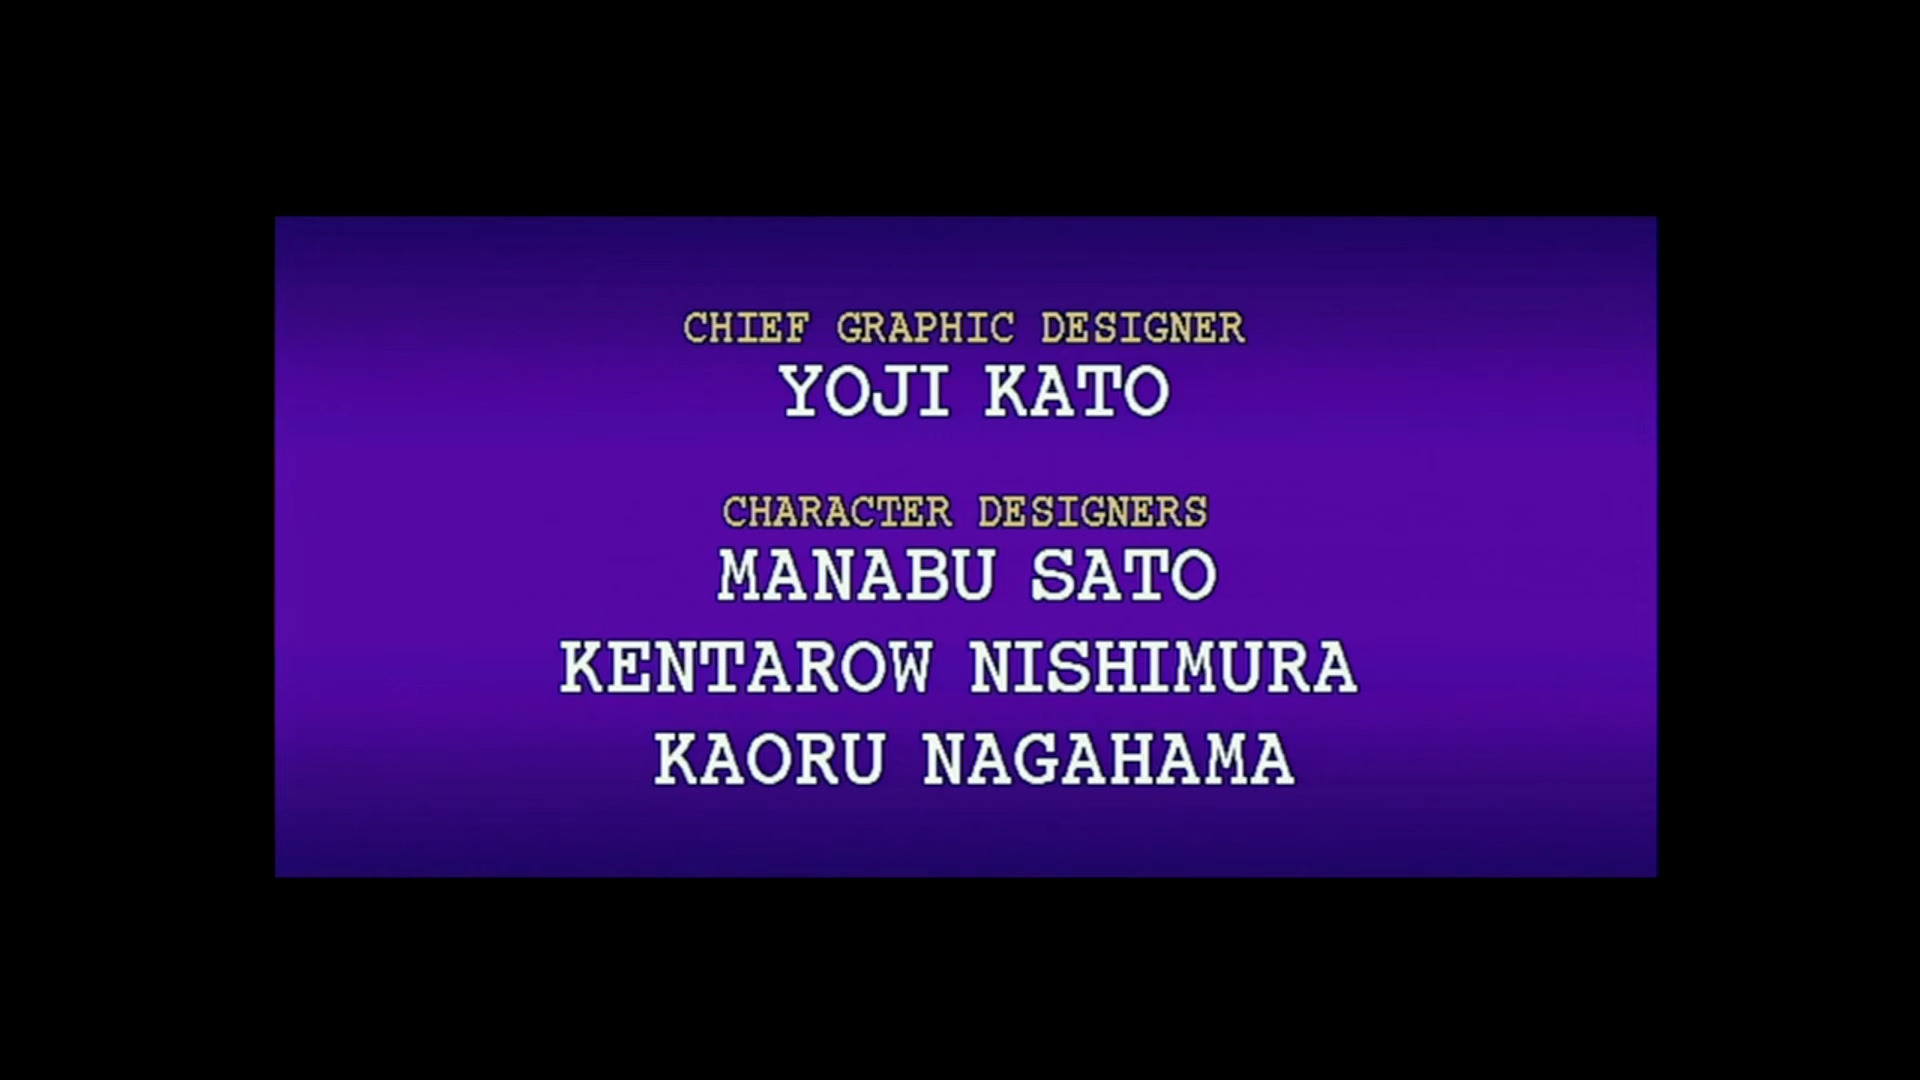 CHIEF GRAPHIC DESIGNER
YOJI KATO
CHARACTER DESIGNERS
MANABU SATO
KENTAROW NISHIMURA
KAORU NAGAHAMA